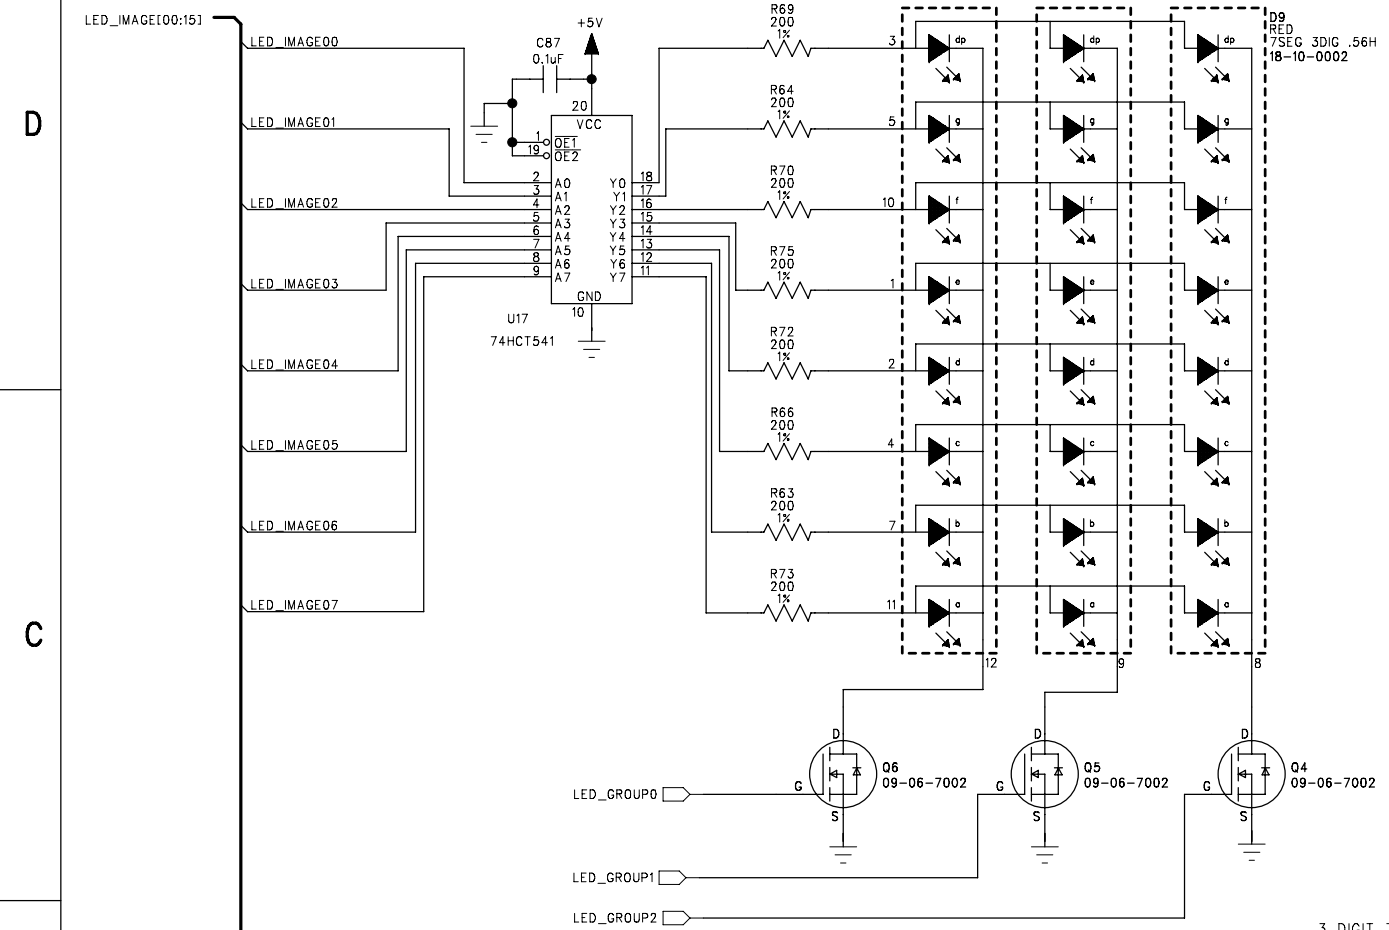 LED_IMAGE[00:15]
D
C
LED_IMAGE00
LED_IMAGE01
LED_IMAGE02
LED_IMAGE03
LED_IMAGE04
LED_IMAGE05
LED_IMAGE06
LED_IMAGE07
+5V
C87
0.1uF
20
VCC
1 OE1
19 OE2
2 A0 Y0 18
3 A1 Y1 17
4 A2 Y2 16
5 A3 Y3 15
6 A4 Y4 14
7 A5 Y5 13
8 A6 Y6 12
9 A7 Y7 11
GND
10
U17
74HCT541
R69
200
1%
3 dp dp dp
R64
200
1%
5 g g g
R70
200
1%
10 f f f
R75
200
1%
1 e e e
R72
200
1%
2 d d d
R66
200
1%
4 c c c
R63
200
1%
7 b b b
R73
200
1%
11 a a a
12 9 8
D9
RED
7SEG 3DIG .56H
18-10-0002
D
G
S
Q6
09-06-7002
D
G
S
Q5
09-06-7002
D
G
S
Q4
09-06-7002
LED_GROUP0
LED_GROUP1
LED_GROUP2
3 DIGIT